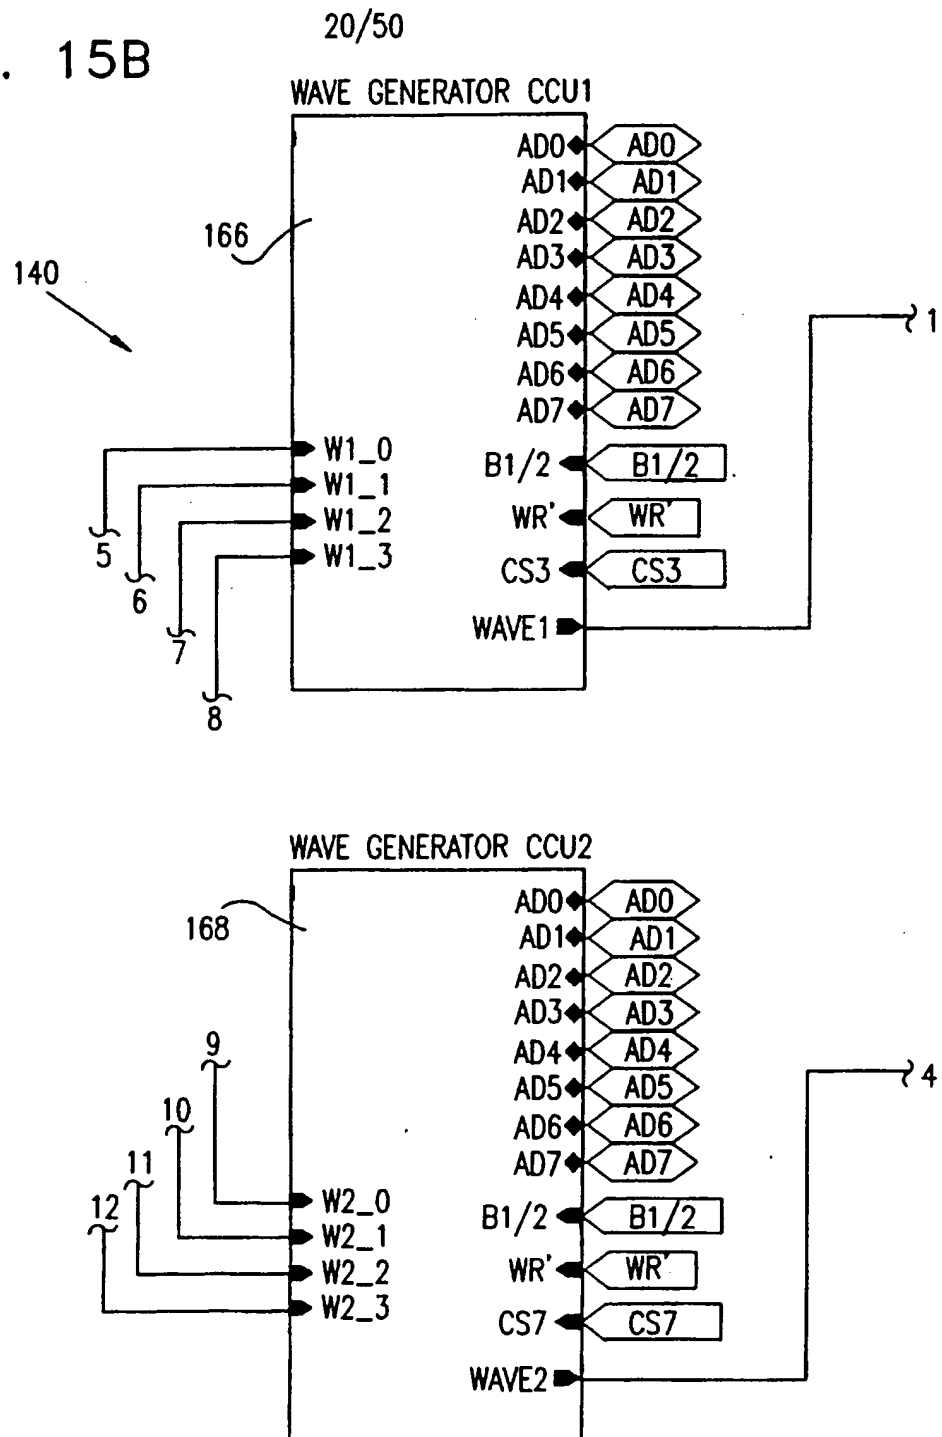 20/50
. 15B
WAVE GENERATOR CCU1
166
140
AD0 AD0
AD1 AD1
AD2 AD2
AD3 AD3
AD4 AD4
AD5 AD5
AD6 AD6
AD7 AD7
1
W1_0
W1_1
W1_2
W1_3
B1/2 B1/2
WR' WR'
CS3 CS3
WAVE1
5
6
7
8
WAVE GENERATOR CCU2
168
AD0 AD0
AD1 AD1
AD2 AD2
AD3 AD3
AD4 AD4
AD5 AD5
AD6 AD6
AD7 AD7
4
9
10
11
12
W2_0
W2_1
W2_2
W2_3
B1/2 B1/2
WR' WR'
CS7 CS7
WAVE2